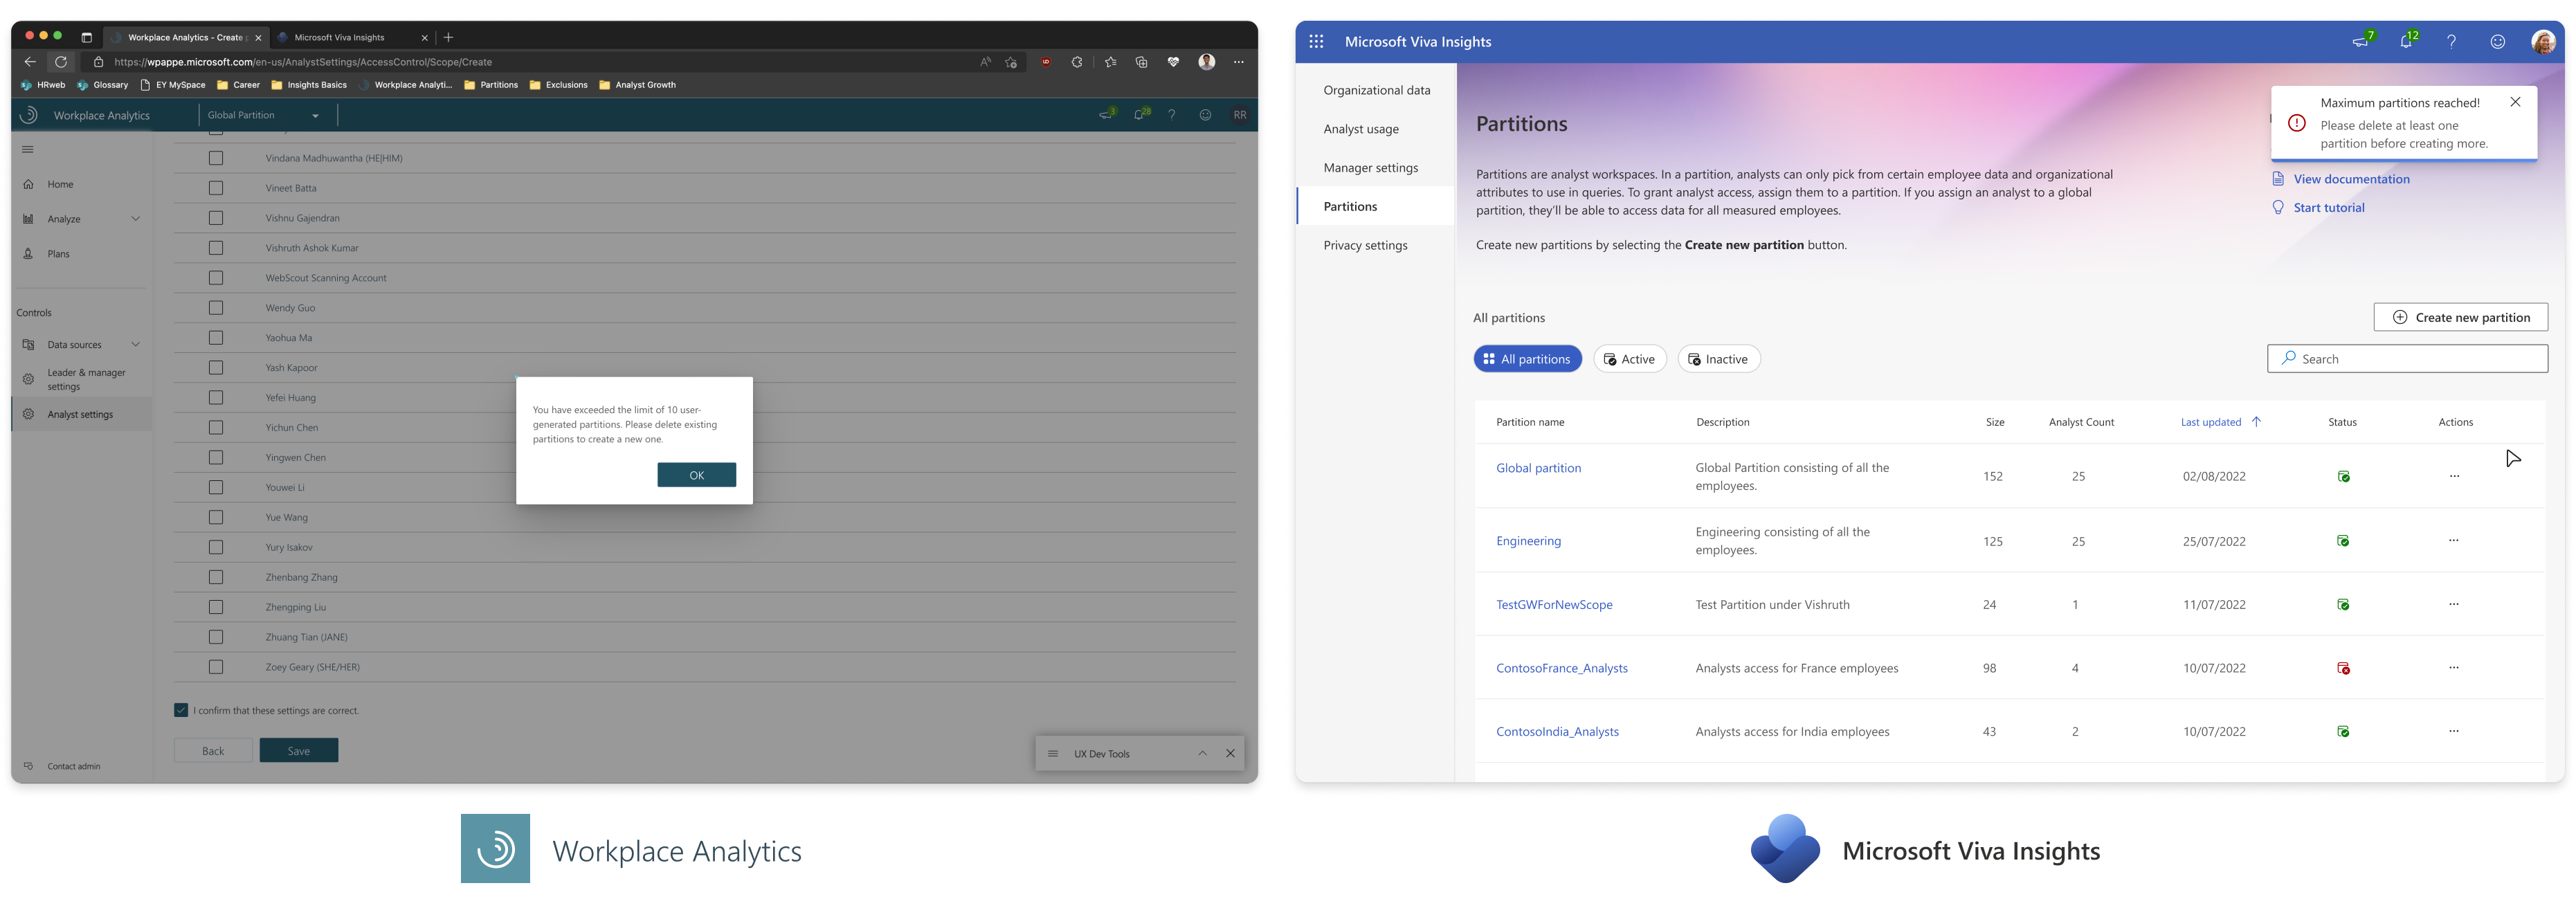 Workplace Analytics - Create
Microsoft Viva Insights
https://wpappe.microsoft.com/en-us/AnalystSettings/AccessControl/Scope/Create
HRweb
Glossary
EY MySpace
Career
Insights Basics
Workplace Analyti...
Partitions
Exclusions
Analyst Growth
Workplace Analytics
Global Partition
3
28
?
RR
Home
Analyze
Plans
Controls
Data sources
Leader & manager
settings
Analyst settings
Contact admin
Vindana Madhuwantha (HE|HIM)
Vineet Batta
Vishnu Gajendran
Vishruth Ashok Kumar
WebScout Scanning Account
Wendy Guo
Yaohua Ma
Yash Kapoor
Yefei Huang
Yichun Chen
Yingwen Chen
Youwei Li
Yue Wang
Yury Isakov
Zhenbang Zhang
Zhengping Liu
Zhuang Tian (JANE)
Zoey Geary (SHE/HER)
I confirm that these settings are correct.
Back
Save
You have exceeded the limit of 10 user-
generated partitions. Please delete existing
partitions to create a new one.
OK
UX Dev Tools
Workplace Analytics
Microsoft Viva Insights
7
12
?
Organizational data
Analyst usage
Manager settings
Partitions
Privacy settings
Partitions
Partitions are analyst workspaces. In a partition, analysts can only pick from certain employee data and organizational
attributes to use in queries. To grant analyst access, assign them to a partition. If you assign an analyst to a global
partition, they'll be able to access data for all measured employees.
Create new partitions by selecting the Create new partition button.
Maximum partitions reached!
Please delete at least one
partition before creating more.
View documentation
Start tutorial
All partitions
Create new partition
All partitions
Active
Inactive
Search
Partition name Description Size Analyst Count Last updated Status Actions
Global partition Global Partition consisting of all the 152 25 02/08/2022 ...
employees.
Engineering Engineering consisting of all the 125 25 25/07/2022 ...
employees.
TestGWForNewScope Test Partition under Vishruth 24 1 11/07/2022 ...
ContosoFrance_Analysts Analysts access for France employees 98 4 10/07/2022 ...
ContosoIndia_Analysts Analysts access for India employees 43 2 10/07/2022 ...
Microsoft Viva Insights